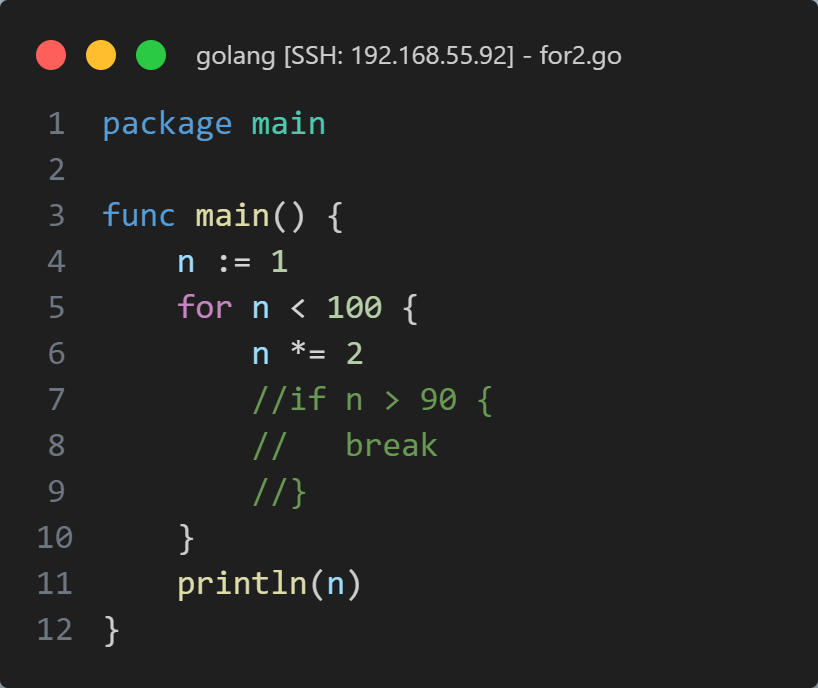 golang [SSH: 192.168.55.92] - for2.go
1 package main
2
3 func main() {
4     n := 1
5     for n < 100 {
6         n *= 2
7         //if n > 90 {
8         //   break
9         //}
10     }
11     println(n)
12 }